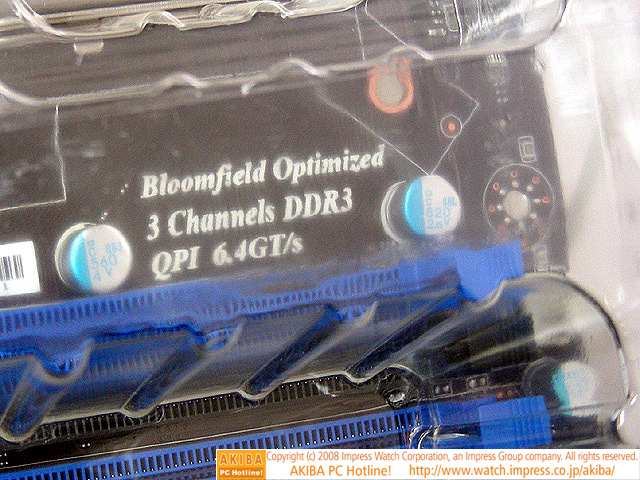 Bloomfield Optimized
3 Channels DDR3
QPI 6.4GT/s
AKIBA
PC Hotline!
Copyright (c) 2008 Impress Watch Corporation, an Impress Group company. All rights reserved.
AKIBA PC Hotline! http://www.watch.impress.co.jp/akiba/